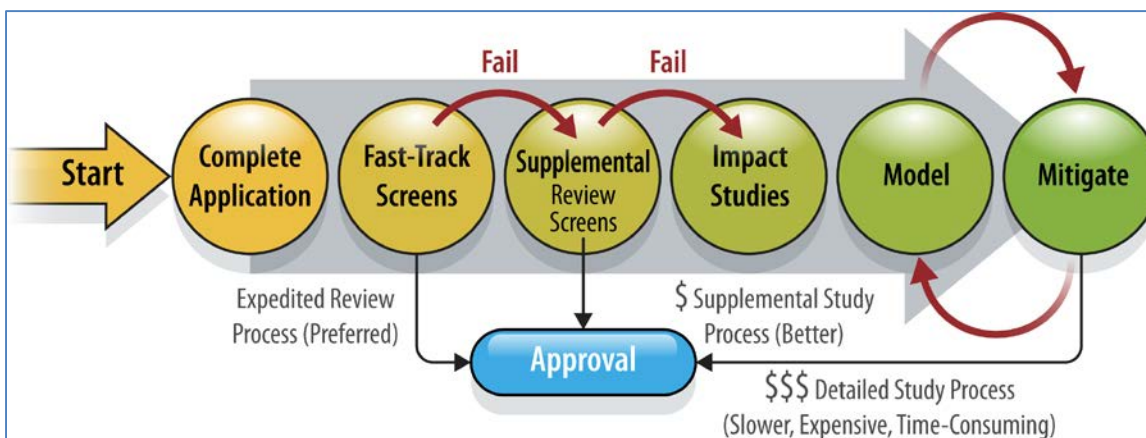 Fail
Fail
Start
Complete
Application
Fast-Track
Screens
Supplemental
Review
Screens
Impact
Studies
Model
Mitigate
Expedited Review
Process (Preferred)
$ Supplemental Study
Process (Better)
Approval
$$$ Detailed Study Process
(Slower, Expensive, Time-Consuming)